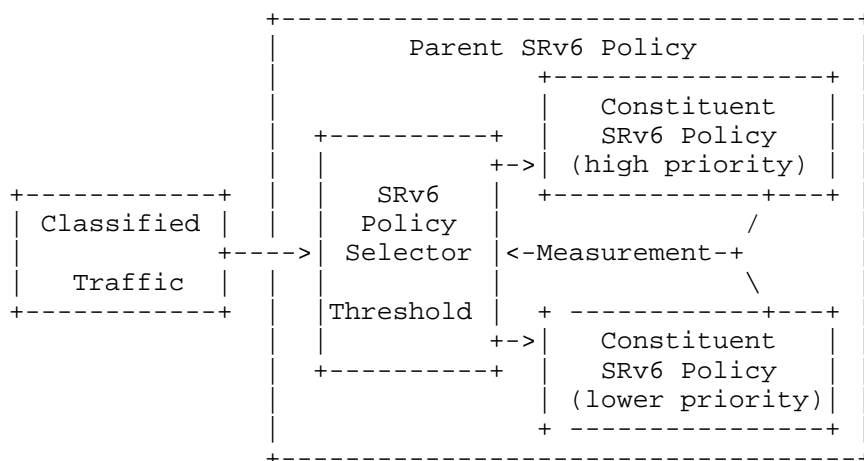 Parent SRv6 Policy
Constituent
SRv6 Policy
(high priority)
Classified
Traffic
SRv6
Policy
Selector
Threshold
<-Measurement-+
Constituent
SRv6 Policy
(lower priority)